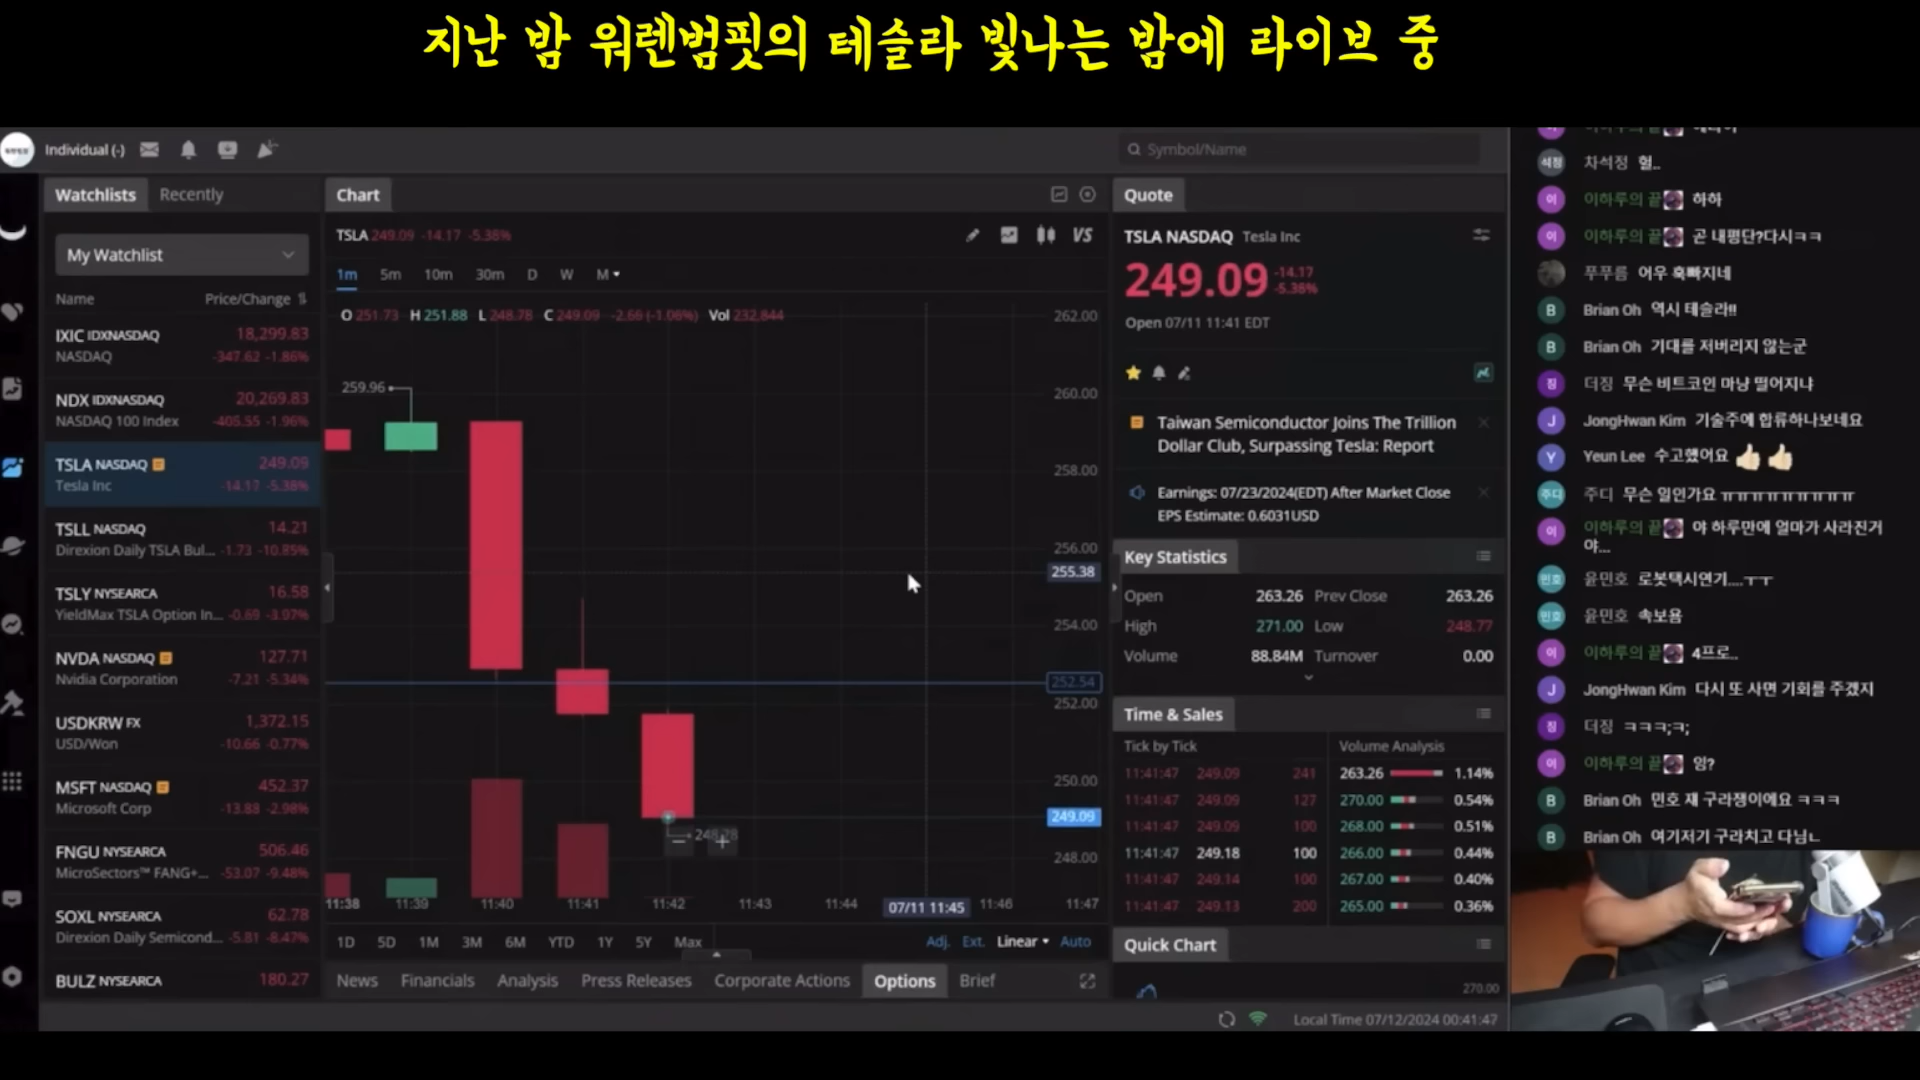 지난 밤 워렌범핏의 테슬라 빛나는 밤에 라이브 중
Individual (-)
Symbol/Name
Watchlists Recently
My Watchlist
Name Price/Change
IXIC IDXNASDAQ 18,299.83
NASDAQ -347.62 -1.86%
NDX IDXNASDAQ 20,269.83
NASDAQ 100 Index -405.55 -1.96%
TSLA NASDAQ 249.09
Tesla Inc -14.17 -5.38%
TSLL NASDAQ 14.21
Direxion Daily TSLA Bul... -1.73 -10.85%
TSLY NYSEARCA 16.58
YieldMax TSLA Option In... -0.69 -3.97%
NVDA NASDAQ 127.71
Nvidia Corporation -7.21 -5.34%
USDKRW FX 1,372.15
USD/Won -10.66 -0.77%
MSFT NASDAQ 452.37
Microsoft Corp -13.88 -2.98%
FNGU NYSEARCA 506.46
MicroSectors™ FANG+... -53.07 -9.48%
SOXL NYSEARCA 62.78
Direxion Daily Semicond... -5.81 -8.47%
BULZ NYSEARCA 180.27
Chart
TSLA 249.09 -14.17 -5.38%
VS
1m 5m 10m 30m D W M
O 251.73 H 251.88 L 248.78 C 249.09 -2.66 (-1.06%) Vol 232,844
262.00
259.96
260.00
258.00
256.00
255.38
254.00
252.54
252.00
250.00
249.09
248.78
248.00
11:38 11:39 11:40 11:41 11:42 11:43 11:44 07/11 11:45 11:46 11:47
1D 5D 1M 3M 6M YTD 1Y 5Y Max Adj. Ext. Linear Auto
News Financials Analysis Press Releases Corporate Actions Options Brief
Quote
TSLA NASDAQ Tesla Inc
249.09 -14.17
-5.38%
Open 07/11 11:41 EDT
Taiwan Semiconductor Joins The Trillion
Dollar Club, Surpassing Tesla: Report
Earnings: 07/23/2024(EDT) After Market Close
EPS Estimate: 0.6031USD
Key Statistics
Open 263.26 Prev Close 263.26
High 271.00 Low 248.77
Volume 88.84M Turnover 0.00
Time & Sales
Tick by Tick Volume Analysis
11:41:47 249.09 241 263.26 1.14%
11:41:47 249.09 127 270.00 0.54%
11:41:47 249.09 100 268.00 0.51%
11:41:47 249.18 100 266.00 0.44%
11:41:47 249.14 100 267.00 0.40%
11:41:47 249.13 200 265.00 0.36%
Quick Chart
270.00
Local Time 07/12/2024 00:41:47
석정 차석정 헐..
이 이하루의 끝 하하
이 이하루의 끝 곧 내평단?다시ㅋㅋ
푸푸름 어우 훅빠지네
B Brian Oh 역시 테슬라!!
B Brian Oh 기대를 저버리지 않는군
징 더징 무슨 비트코인 마냥 떨어지냐
J JongHwan Kim 기술주에 합류하나보네요
Y Yeun Lee 수고했어요 👍🏻👍🏻
주디 주디 무슨 일인가요 ㅠㅠㅠㅠㅠㅠㅠㅠㅠ
이 이하루의 끝 야 하루만에 얼마가 사라진거
야...
민호 윤민호 로봇택시연기....ㅜㅜ
민호 윤민호 속보욤
이 이하루의 끝 4프로..
J JongHwan Kim 다시 또 사면 기회를 주겠지
징 더징 ㅋㅋㅋ;ㅋ;
이 이하루의 끝 잉?
B Brian Oh 민호 쟤 구라쟁이에요 ㅋㅋㅋ
B Brian Oh 여기저기 구라치고 다님ㄴ